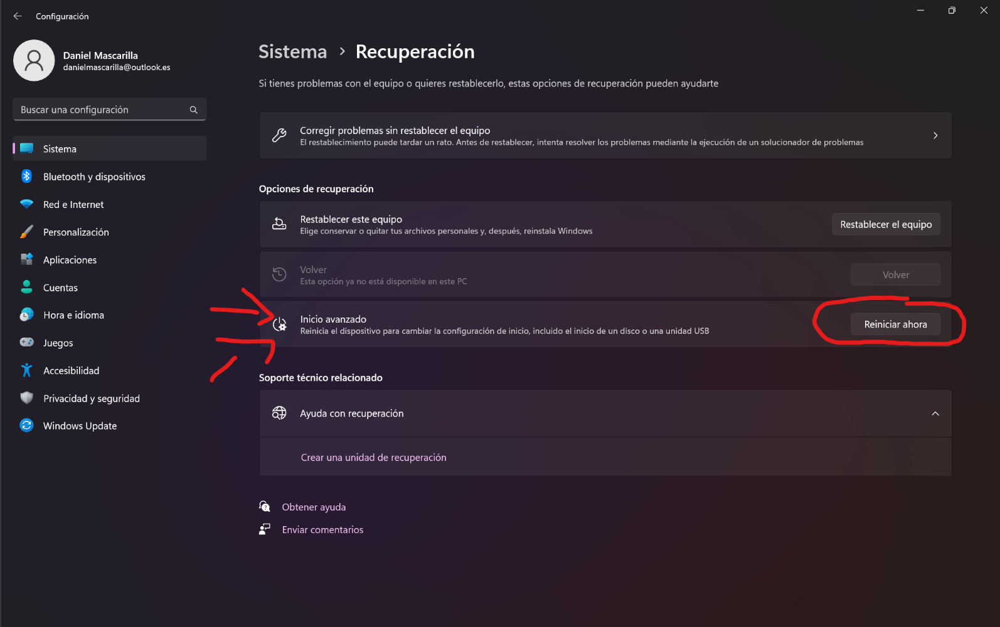 Configuración
Daniel Mascarilla
danielmascarilla@outlook.es
Buscar una configuración
Sistema
Bluetooth y dispositivos
Red e Internet
Personalización
Aplicaciones
Cuentas
Hora e idioma
Juegos
Accesibilidad
Privacidad y seguridad
Windows Update
Sistema > Recuperación
Si tienes problemas con el equipo o quieres restablecerlo, estas opciones de recuperación pueden ayudarte
Corregir problemas sin restablecer el equipo
El restablecimiento puede tardar un rato. Antes de restablecer, intenta resolver los problemas mediante la ejecución de un solucionador de problemas
Opciones de recuperación
Restablecer este equipo
Elige conservar o quitar tus archivos personales y, después, reinstala Windows
Restablecer el equipo
Volver
Esta opción ya no está disponible en este PC
Volver
Inicio avanzado
Reinicia el dispositivo para cambiar la configuración de inicio, incluido el inicio de un disco o una unidad USB
Reiniciar ahora
Soporte técnico relacionado
Ayuda con recuperación
Crear una unidad de recuperación
Obtener ayuda
Enviar comentarios